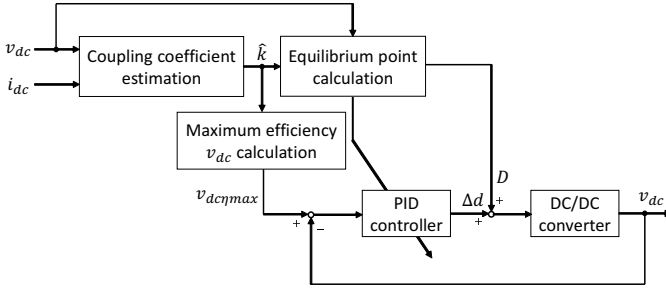 v_dc
i_dc
Coupling coefficient
estimation
k̂
Equilibrium point
calculation
Maximum efficiency
v_dc calculation
v_dcηmax
+
−
PID
controller
Δd
+
D
+
DC/DC
converter
v_dc